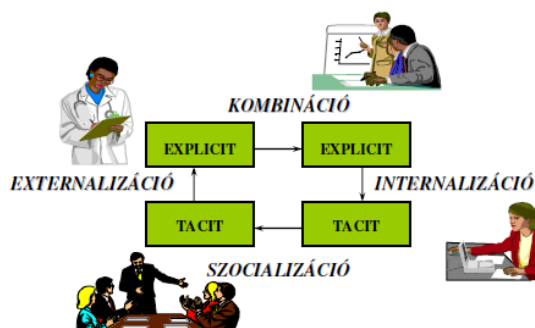 KOMBINÁCIÓ
EXPLICIT
EXPLICIT
EXTERNALIZÁCIÓ
INTERNALIZÁCIÓ
TACIT
TACIT
SZOCIALIZÁCIÓ